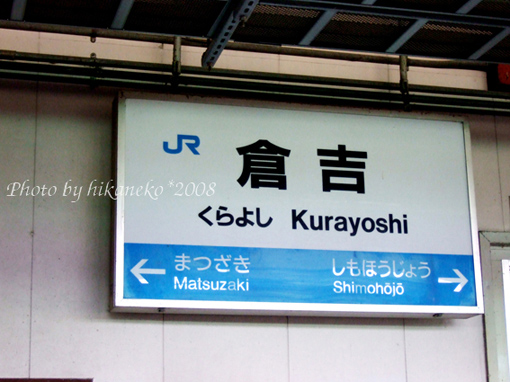 JR
倉吉
くらよし Kurayoshi
← まつざき しもほうじょう →
Matsuzaki Shimohōjō
Photo by hikaneko *2008